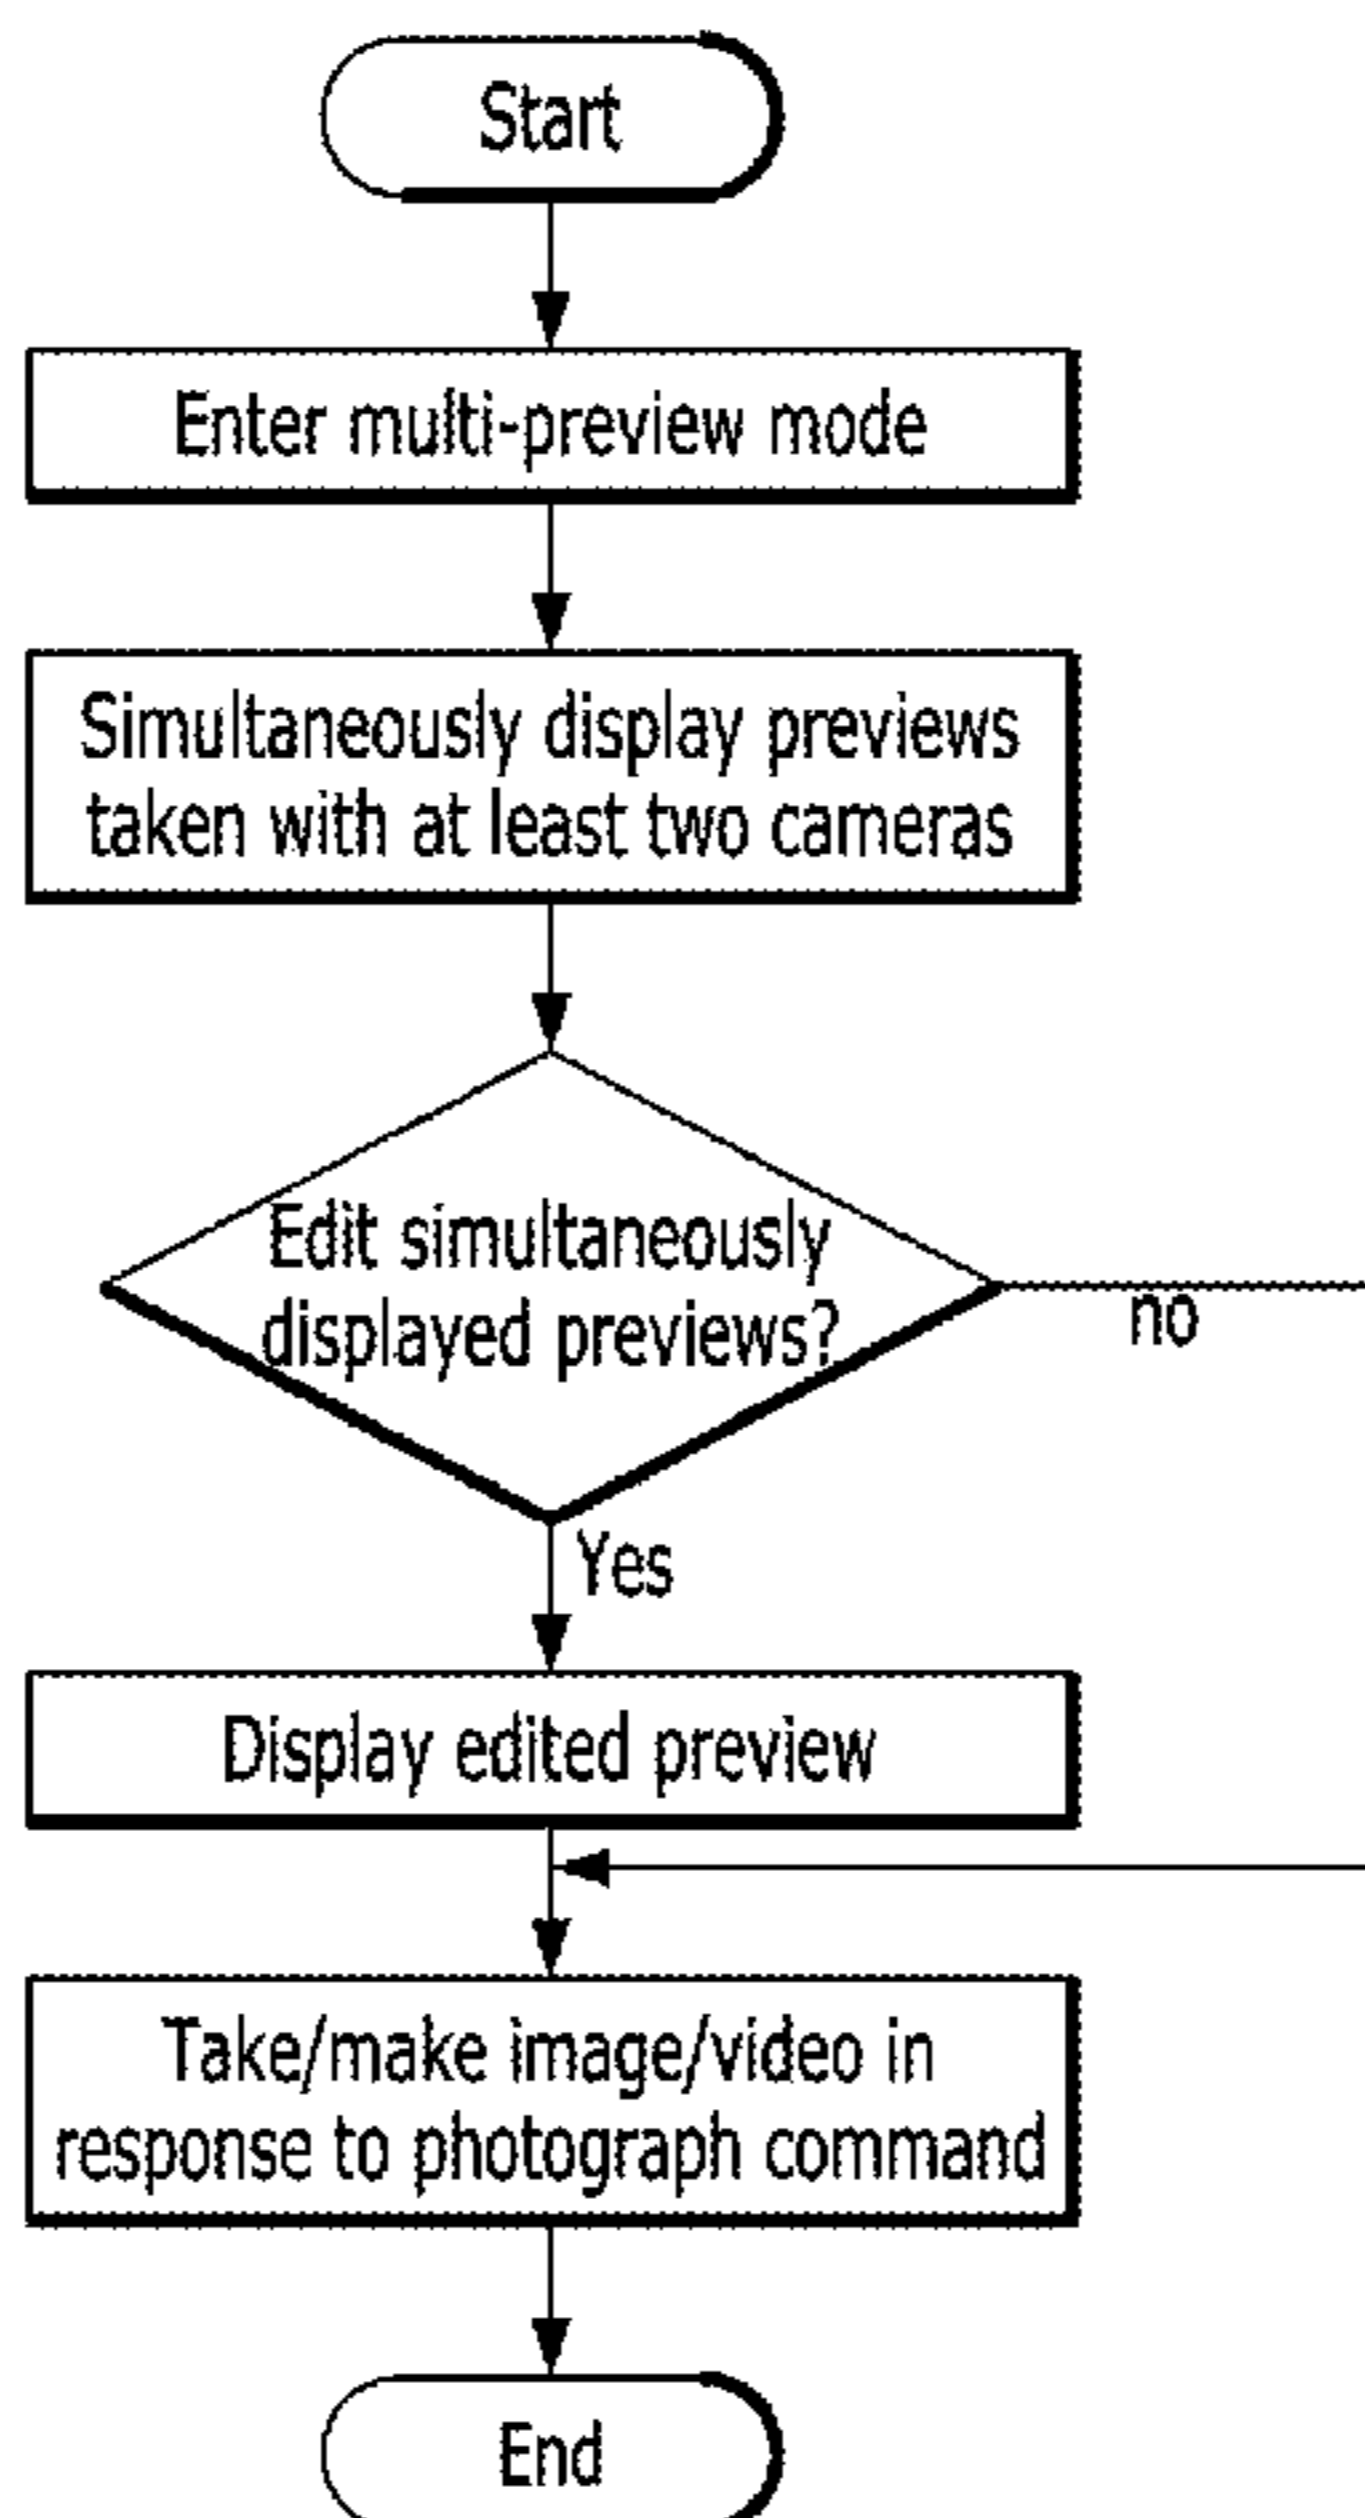 Start
Enter multi-preview mode
Simultaneously display previews
taken with at least two cameras
Edit simultaneously
displayed previews?
no
Yes
Display edited preview
Take/make image/video in
response to photograph command
End